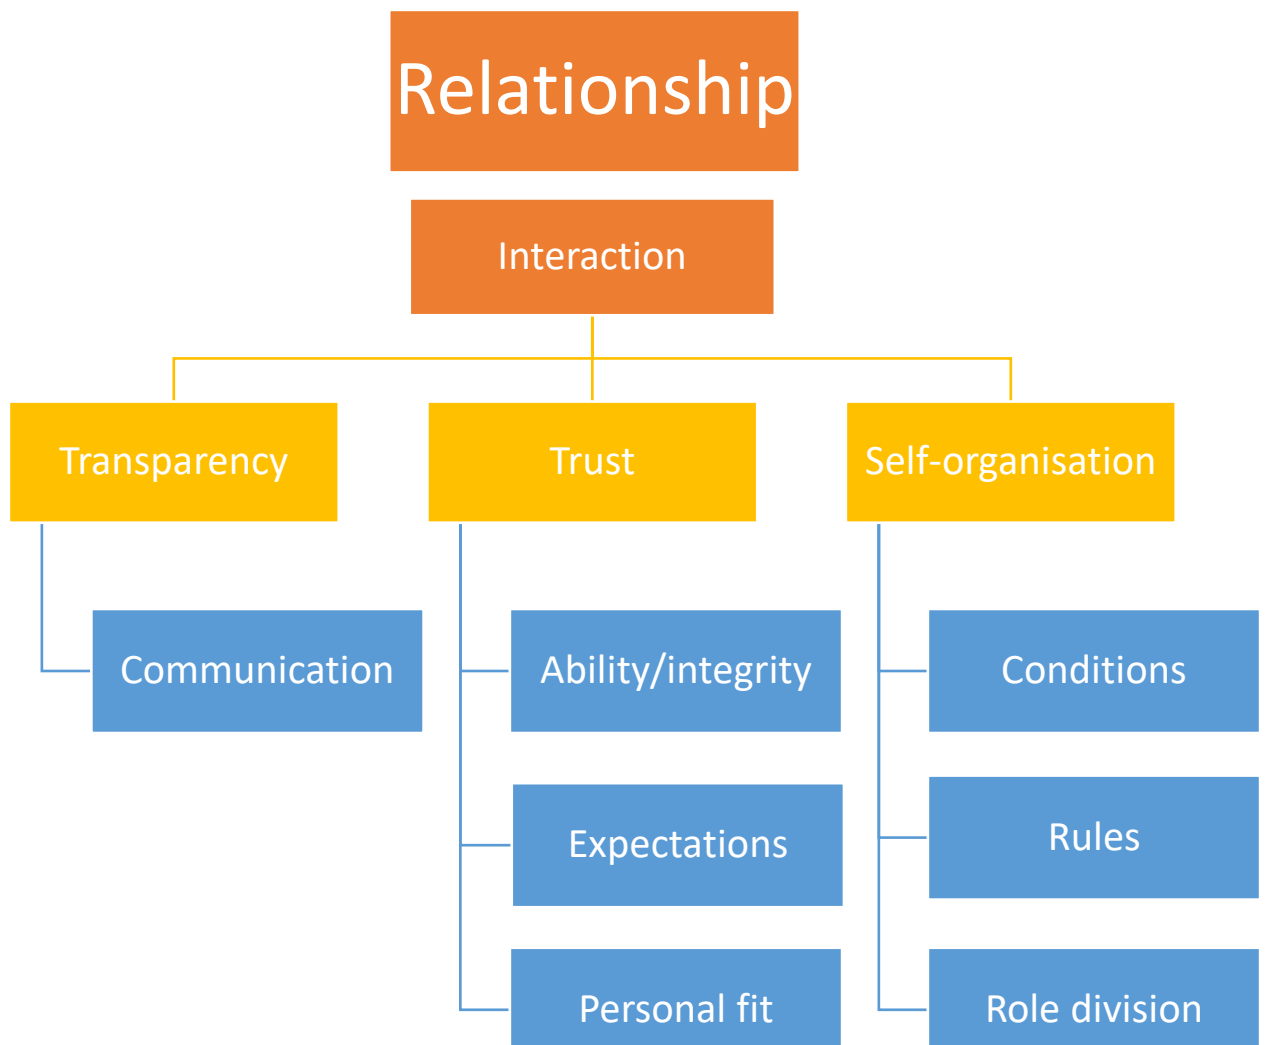 Relationship
Interaction
Transparency
Trust
Self-organisation
Communication
Ability/integrity
Conditions
Expectations
Rules
Personal fit
Role division